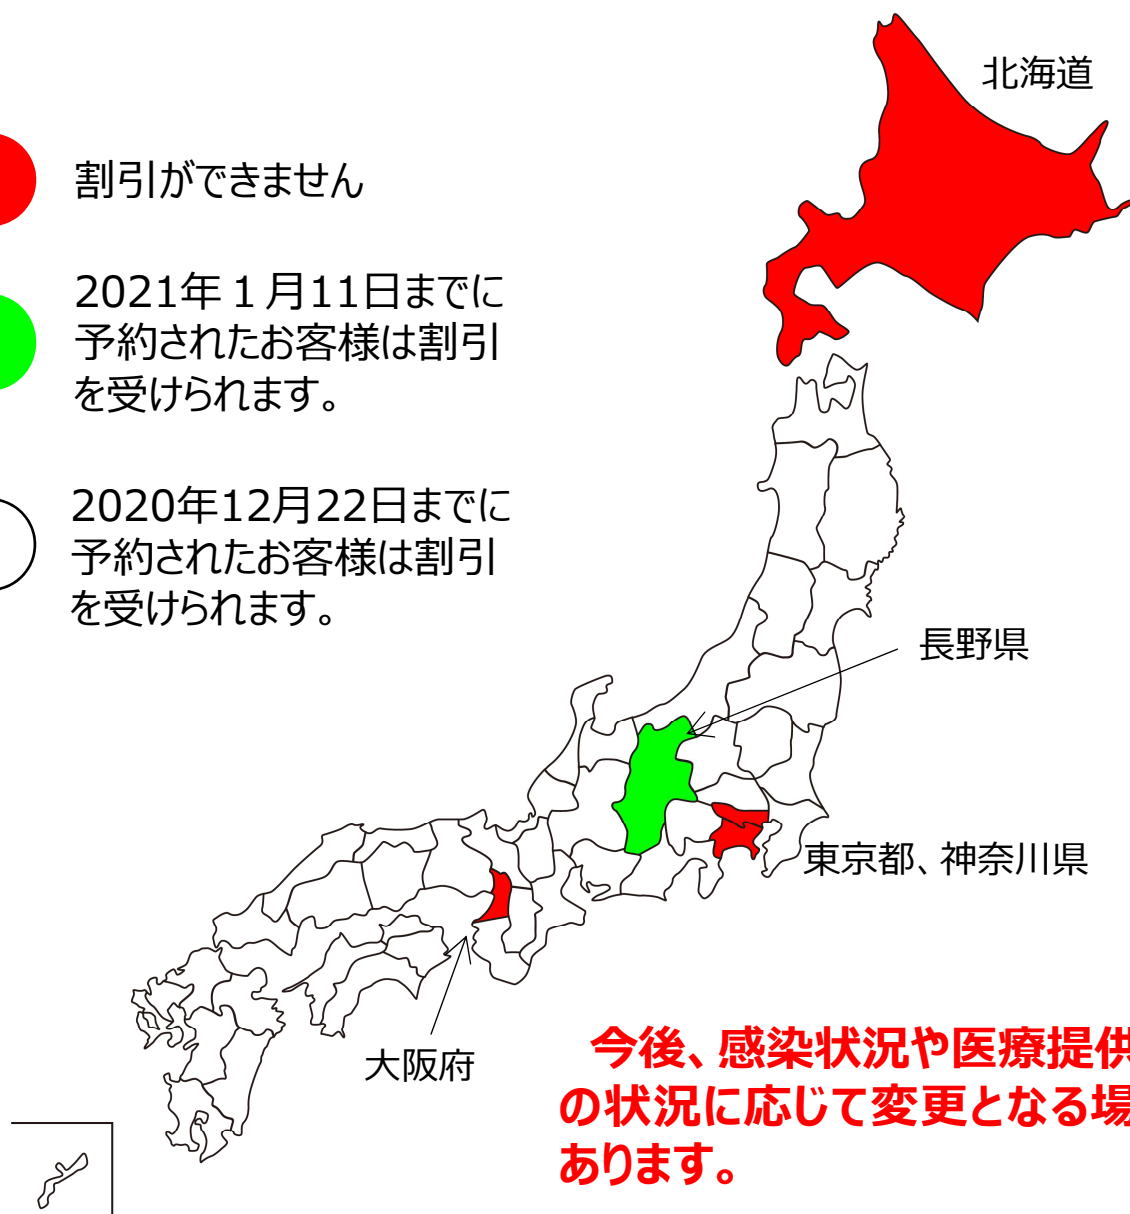 北海道
割引ができません
2021年１月11日までに
予約されたお客様は割引
を受けられます。
2020年12月22日までに
予約されたお客様は割引
を受けられます。
長野県
東京都、神奈川県
大阪府
今後、感染状況や医療提供
の状況に応じて変更となる場
あります。